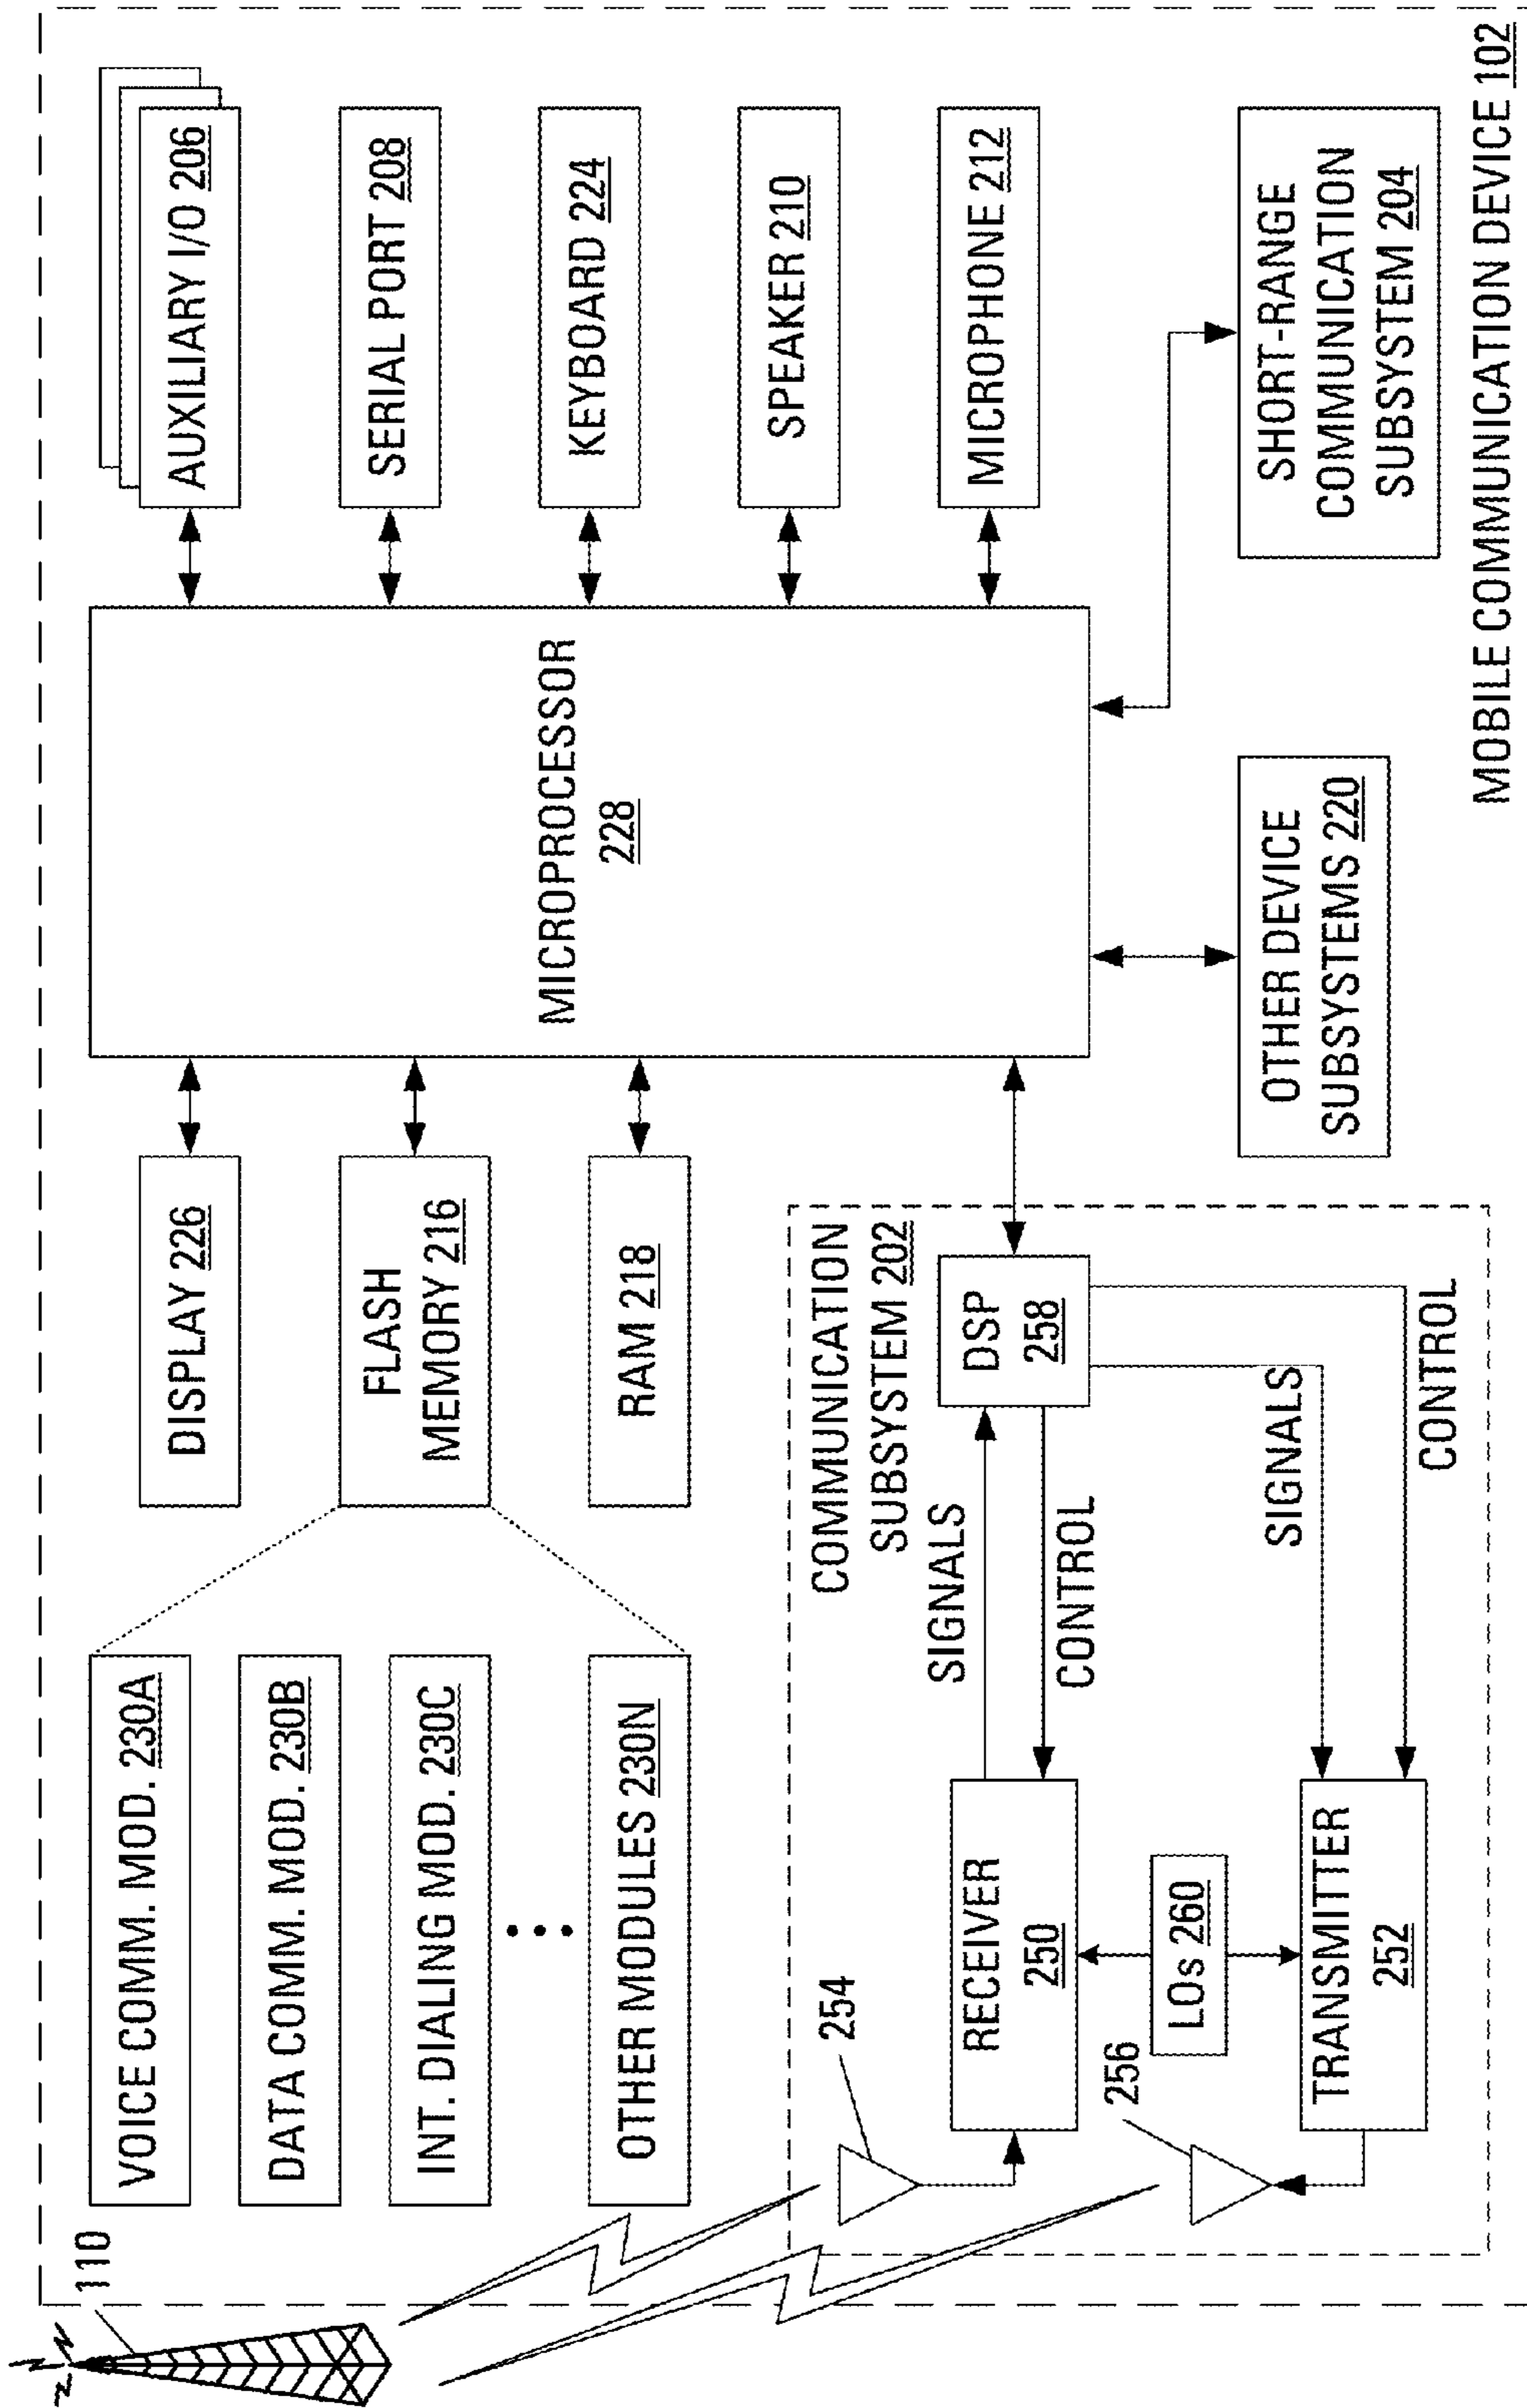 110
VOICE COMM. MOD. 230A
DATA COMM. MOD. 230B
INT. DIALING MOD. 230C
OTHER MODULES 230N
DISPLAY 226
FLASH
MEMORY 216
RAM 218
MICROPROCESSOR
228
AUXILIARY I/O 206
SERIAL PORT 208
KEYBOARD 224
SPEAKER 210
MICROPHONE 212
COMMUNICATION
SUBSYSTEM 202
254
RECEIVER
250
SIGNALS
CONTROL
DSP
258
256
LOs 260
TRANSMITTER
252
SIGNALS
CONTROL
OTHER DEVICE
SUBSYSTEMS 220
SHORT-RANGE
COMMUNICATION
SUBSYSTEM 204
MOBILE COMMUNICATION DEVICE 102